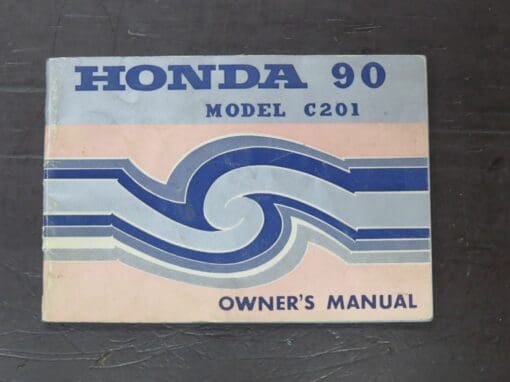 HONDA 90
MODEL C201
OWNER'S MANUAL